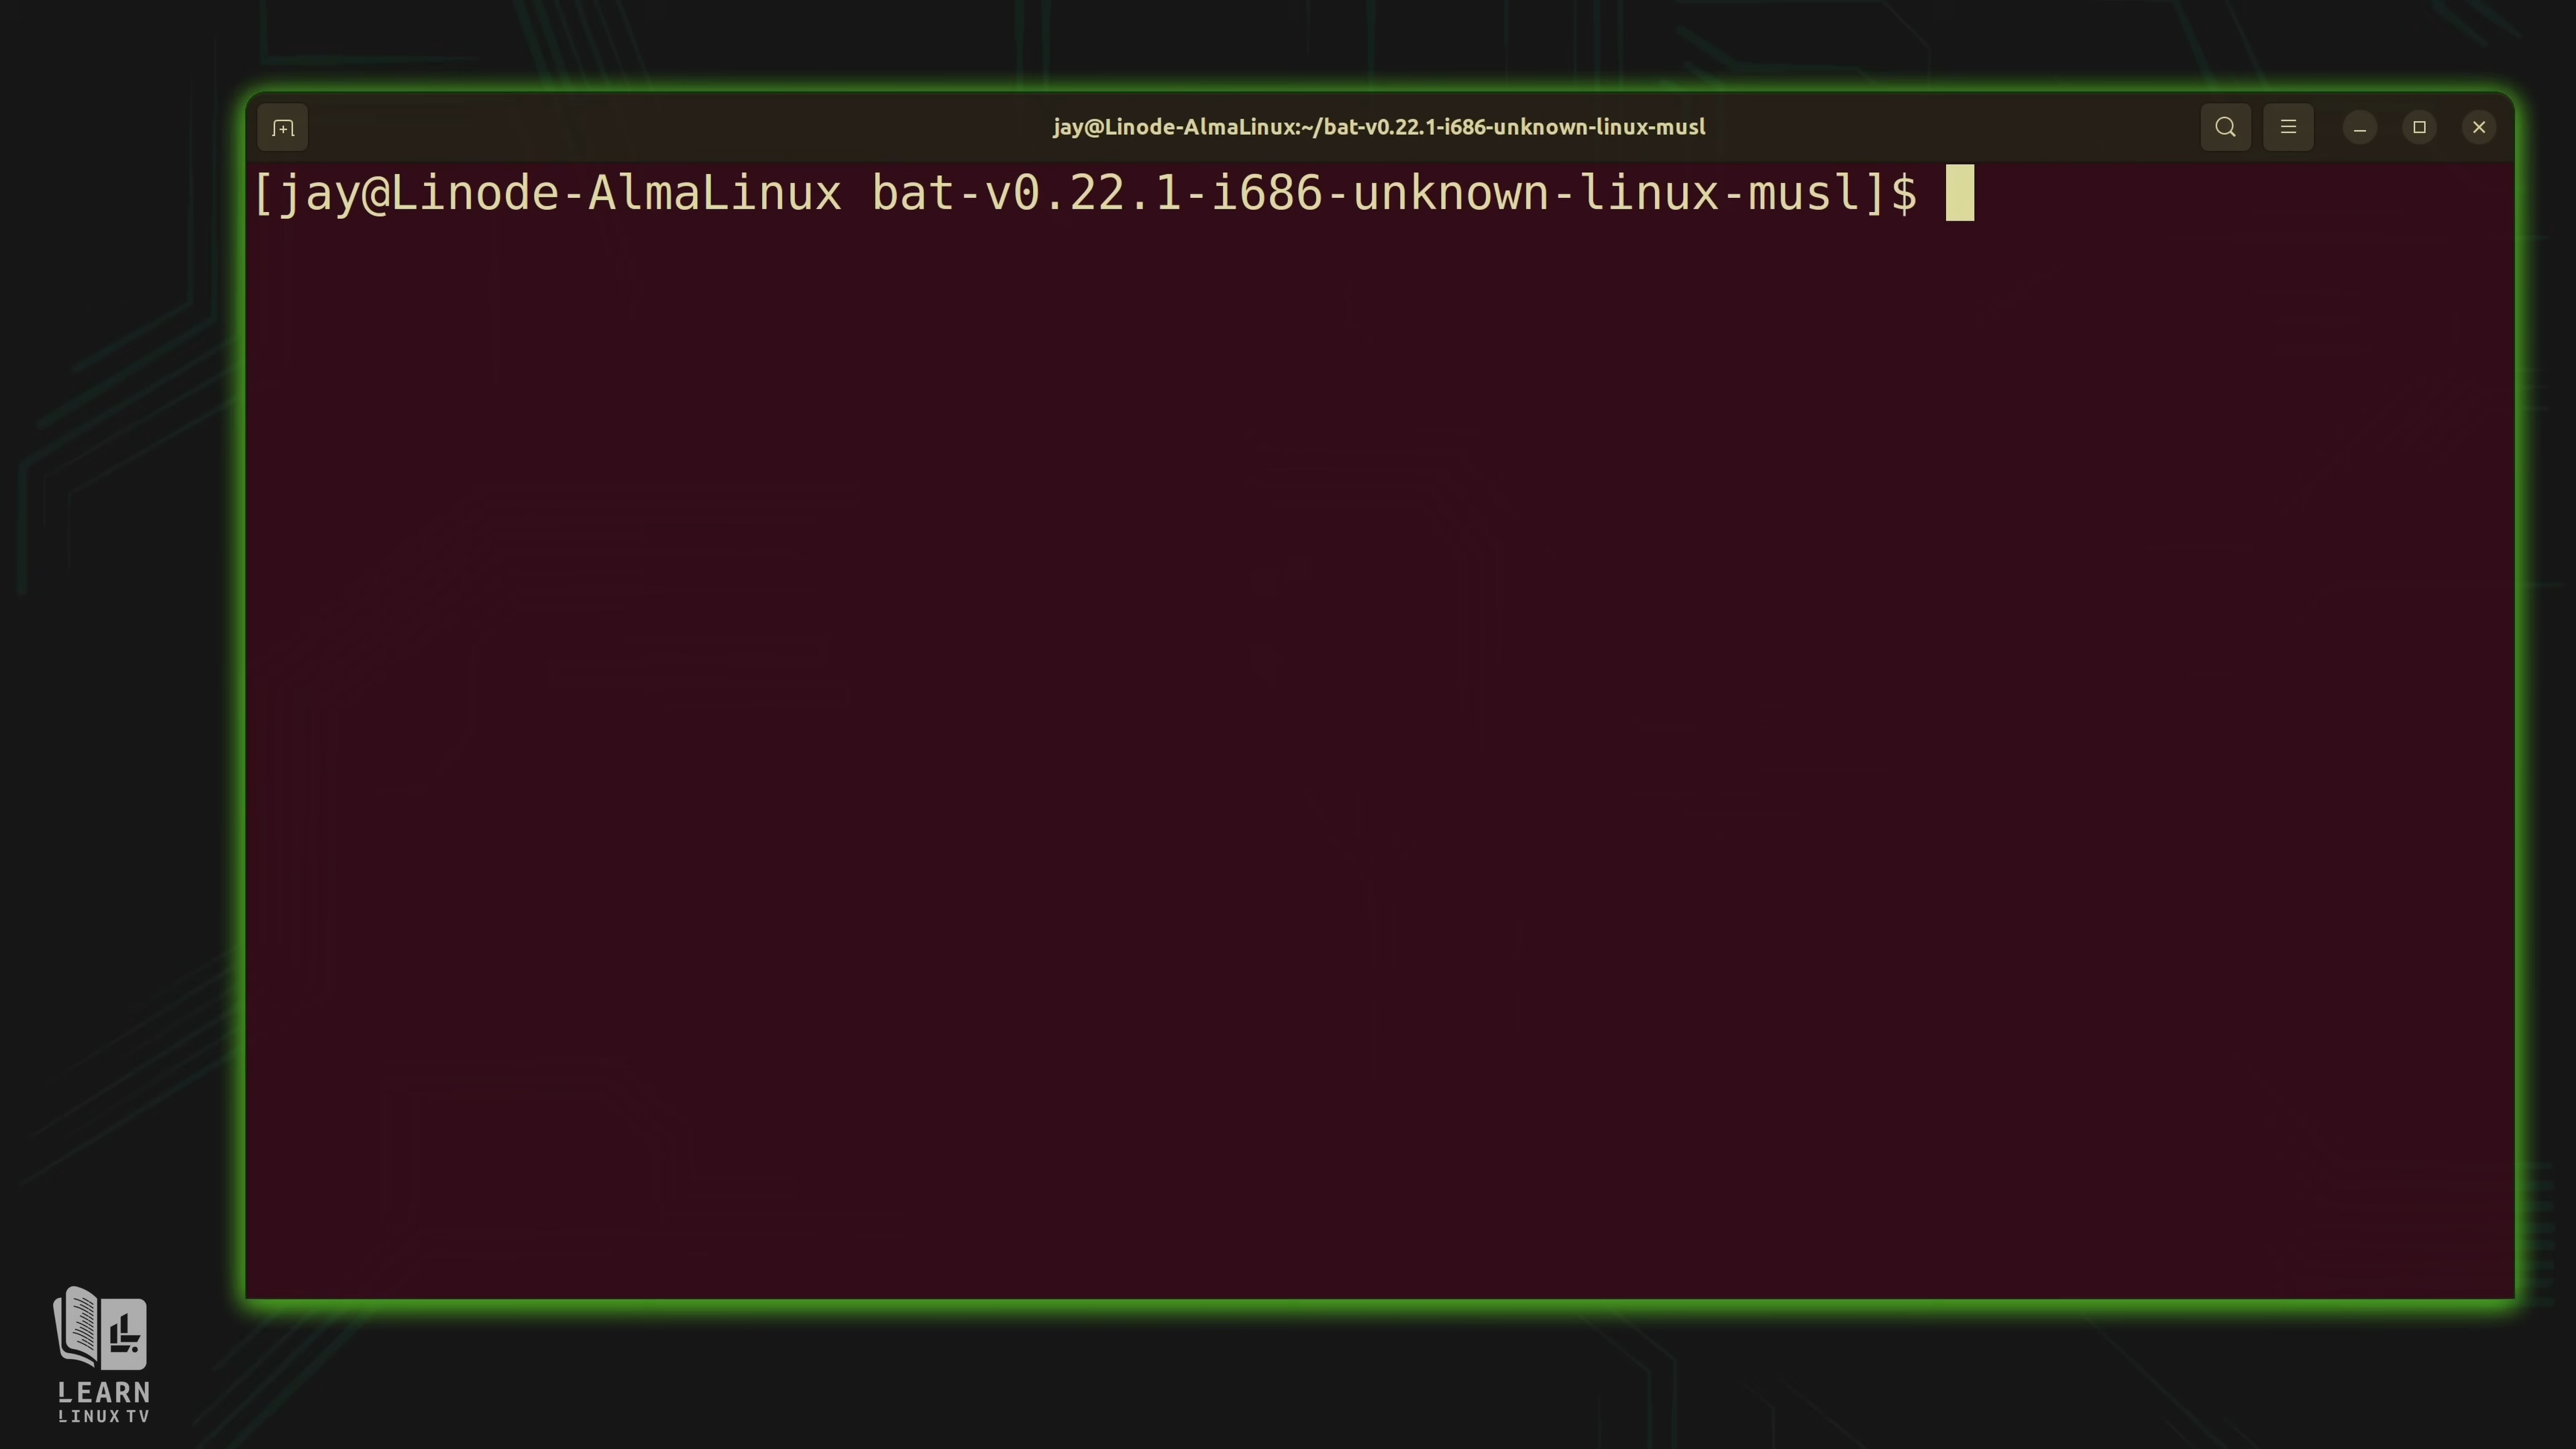 jay@Linode-AlmaLinux:~/bat-v0.22.1-i686-unknown-linux-musl
[jay@Linode-AlmaLinux bat-v0.22.1-i686-unknown-linux-musl]$
LEARN
LINUX TV